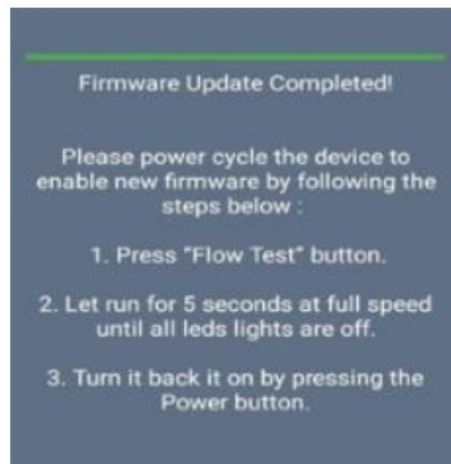 Firmware Update Completed!
Please power cycle the device to
enable new firmware by following the
steps below :
1. Press "Flow Test" button.
2. Let run for 5 seconds at full speed
until all leds lights are off.
3. Turn it back it on by pressing the
Power button.